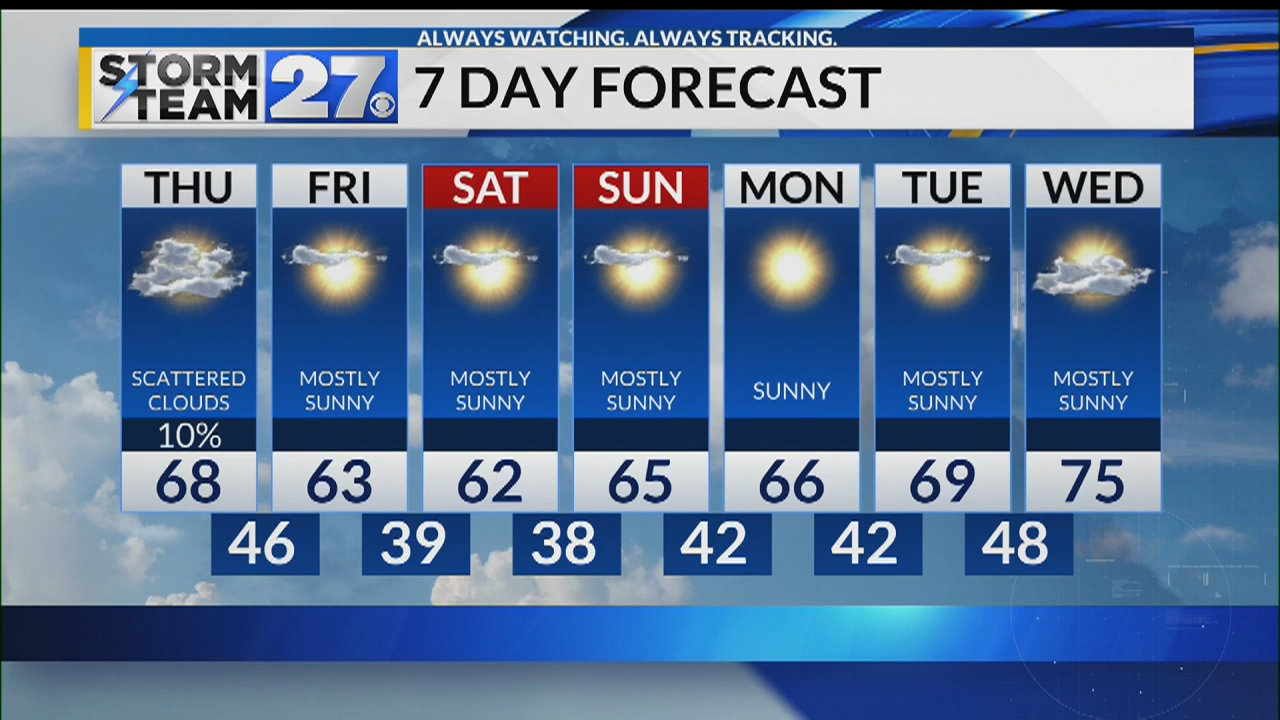 ALWAYS WATCHING. ALWAYS TRACKING.
STORM
TEAM
27
7 DAY FORECAST
THU FRI SAT SUN MON TUE WED
SCATTERED MOSTLY MOSTLY MOSTLY SUNNY MOSTLY MOSTLY
CLOUDS SUNNY SUNNY SUNNY SUNNY SUNNY
10%
68 63 62 65 66 69 75
46 39 38 42 42 48